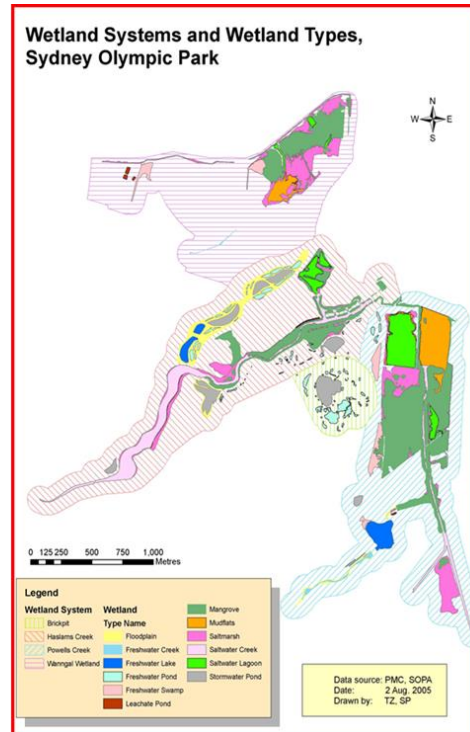 Wetland Systems and Wetland Types,
Sydney Olympic Park
N
W E
S
0 125 250 500 750 1,000
Metres
Legend
Wetland System
Brickpit
Haslams Creek
Powells Creek
Wanngal Wetland
Wetland
Type Name
Floodplain
Freshwater Creek
Freshwater Lake
Freshwater Pond
Freshwater Swamp
Leachate Pond
Mangrove
Mudflats
Saltmarsh
Saltwater Creek
Saltwater Lagoon
Stormwater Pond
Data source: PMC, SOPA
Date: 2 Aug. 2005
Drawn by: TZ, SP